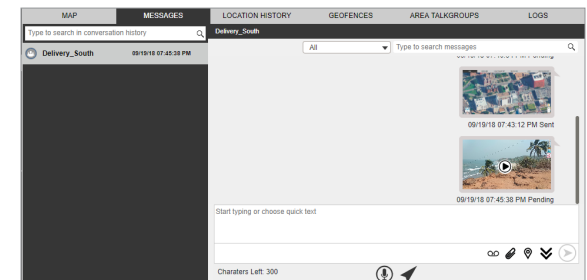 MAP
MESSAGES
LOCATION HISTORY
GEOFENCES
AREA TALKGROUPS
LOGS
Type to search in conversation history
Delivery_South
Delivery_South 09/19/18 07:45:38 PM
All
Type to search messages
09/19/18 07:43:12 PM Sent
09/19/18 07:45:38 PM Pending
Start typing or choose quick text
Charaters Left: 300